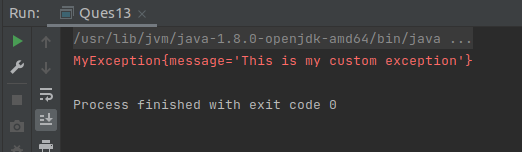 Run: Ques13
/usr/lib/jvm/java-1.8.0-openjdk-amd64/bin/java ...
MyException{message='This is my custom exception'}
Process finished with exit code 0